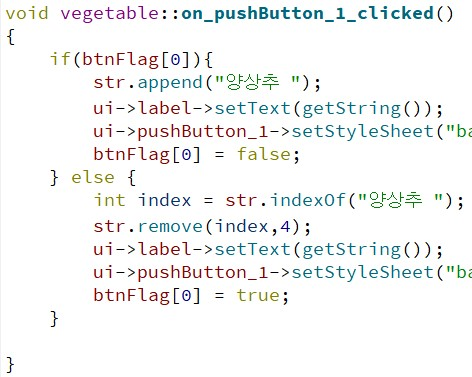 void vegetable::on_pushButton_1_clicked()
{
    if(btnFlag[0]){
        str.append("양상추 ");
        ui->label->setText(getString());
        ui->pushButton_1->setStyleSheet("ba
        btnFlag[0] = false;
    } else {
        int index = str.indexOf("양상추 ");
        str.remove(index,4);
        ui->label->setText(getString());
        ui->pushButton_1->setStyleSheet("ba
        btnFlag[0] = true;
    }
}